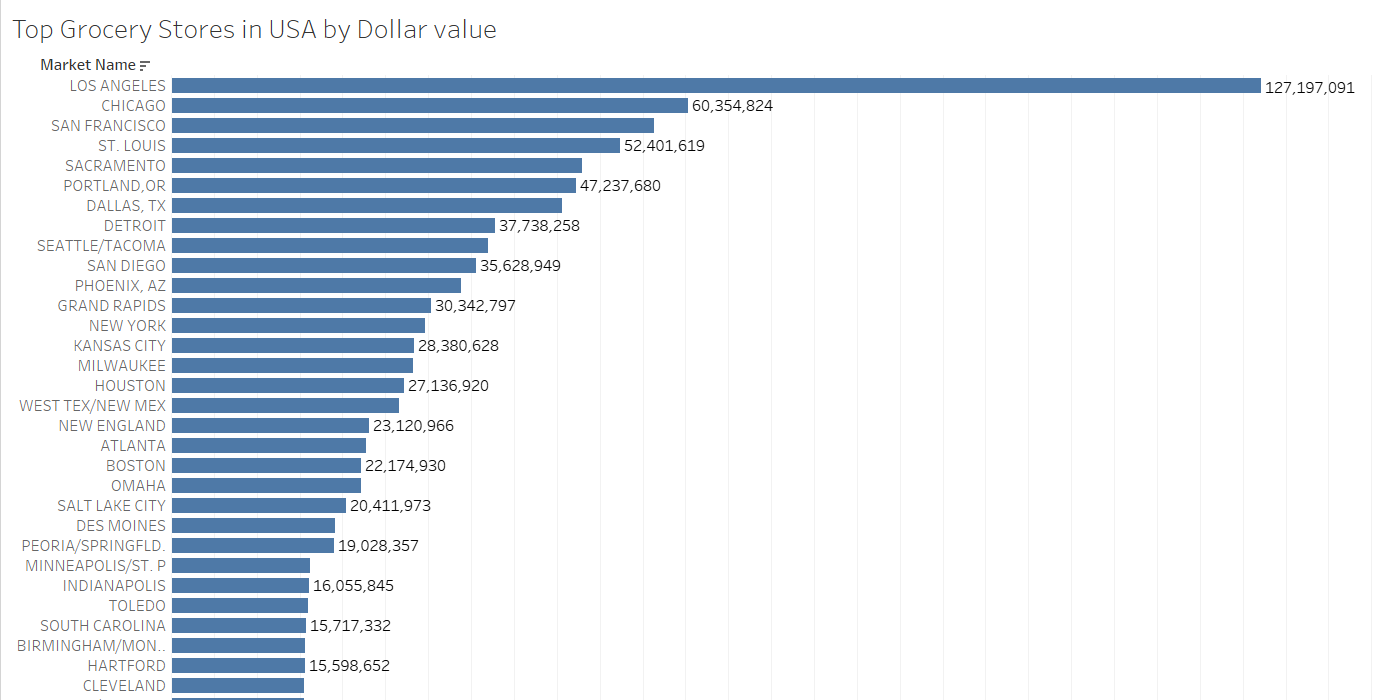 Top Grocery Stores in USA by Dollar value
Market Name
LOS ANGELES 127,197,091
CHICAGO 60,354,824
SAN FRANCISCO
ST. LOUIS 52,401,619
SACRAMENTO
PORTLAND,OR 47,237,680
DALLAS, TX
DETROIT 37,738,258
SEATTLE/TACOMA
SAN DIEGO 35,628,949
PHOENIX, AZ
GRAND RAPIDS 30,342,797
NEW YORK
KANSAS CITY 28,380,628
MILWAUKEE
HOUSTON 27,136,920
WEST TEX/NEW MEX
NEW ENGLAND 23,120,966
ATLANTA
BOSTON 22,174,930
OMAHA
SALT LAKE CITY 20,411,973
DES MOINES
PEORIA/SPRINGFLD. 19,028,357
MINNEAPOLIS/ST. P
INDIANAPOLIS 16,055,845
TOLEDO
SOUTH CAROLINA 15,717,332
BIRMINGHAM/MON..
HARTFORD 15,598,652
CLEVELAND